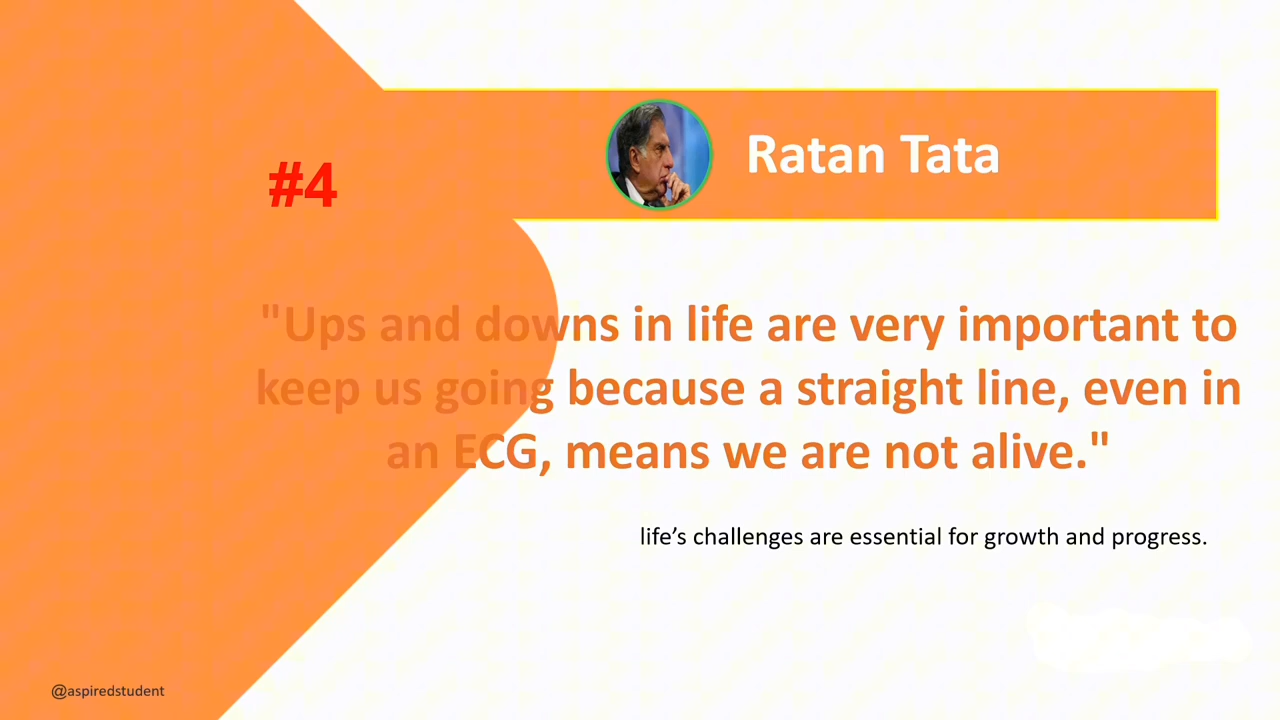 #4
Ratan Tata
"Ups and downs in life are very important to
keep us going because a straight line, even in
an ECG, means we are not alive."
life’s challenges are essential for growth and progress.
@aspiredstudent